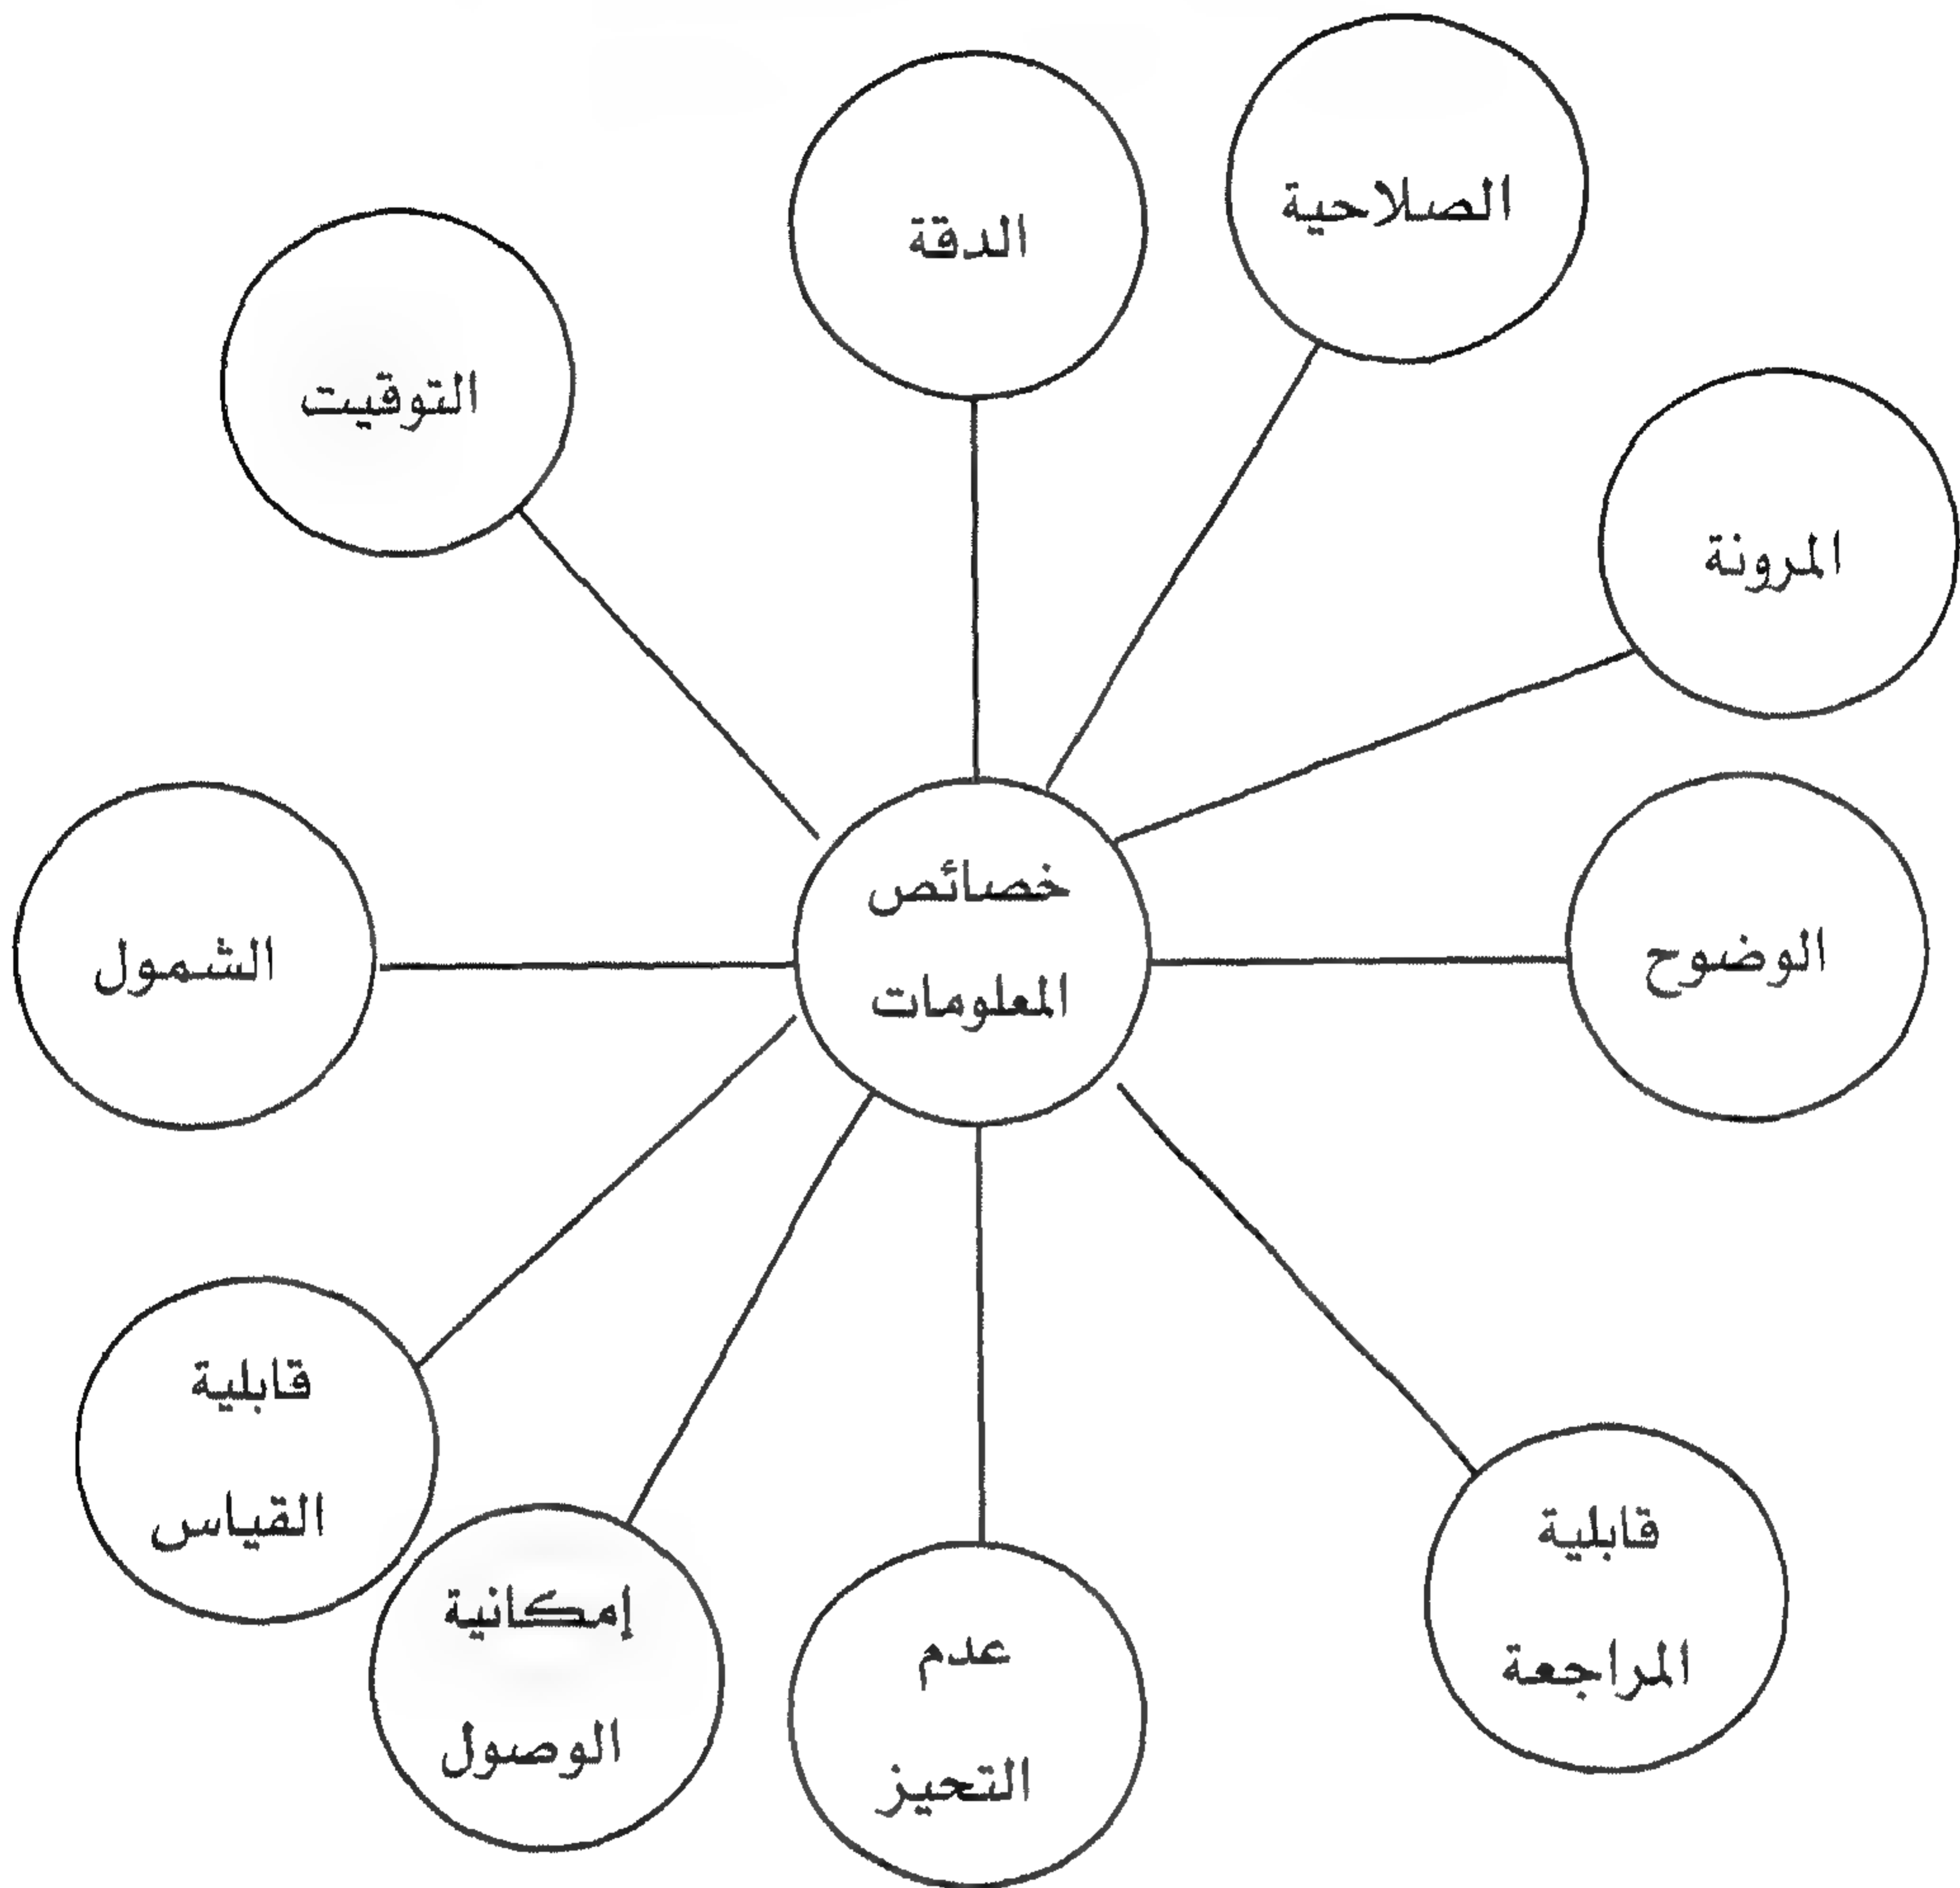 الصلاحية
الدقة
التوقيت
المرونة
خصائص
المعلومات
الوضوح
الشمول
قابلية
القياس
إمكانية
الوصول
عدم
التحيز
قابلية
المراجعة